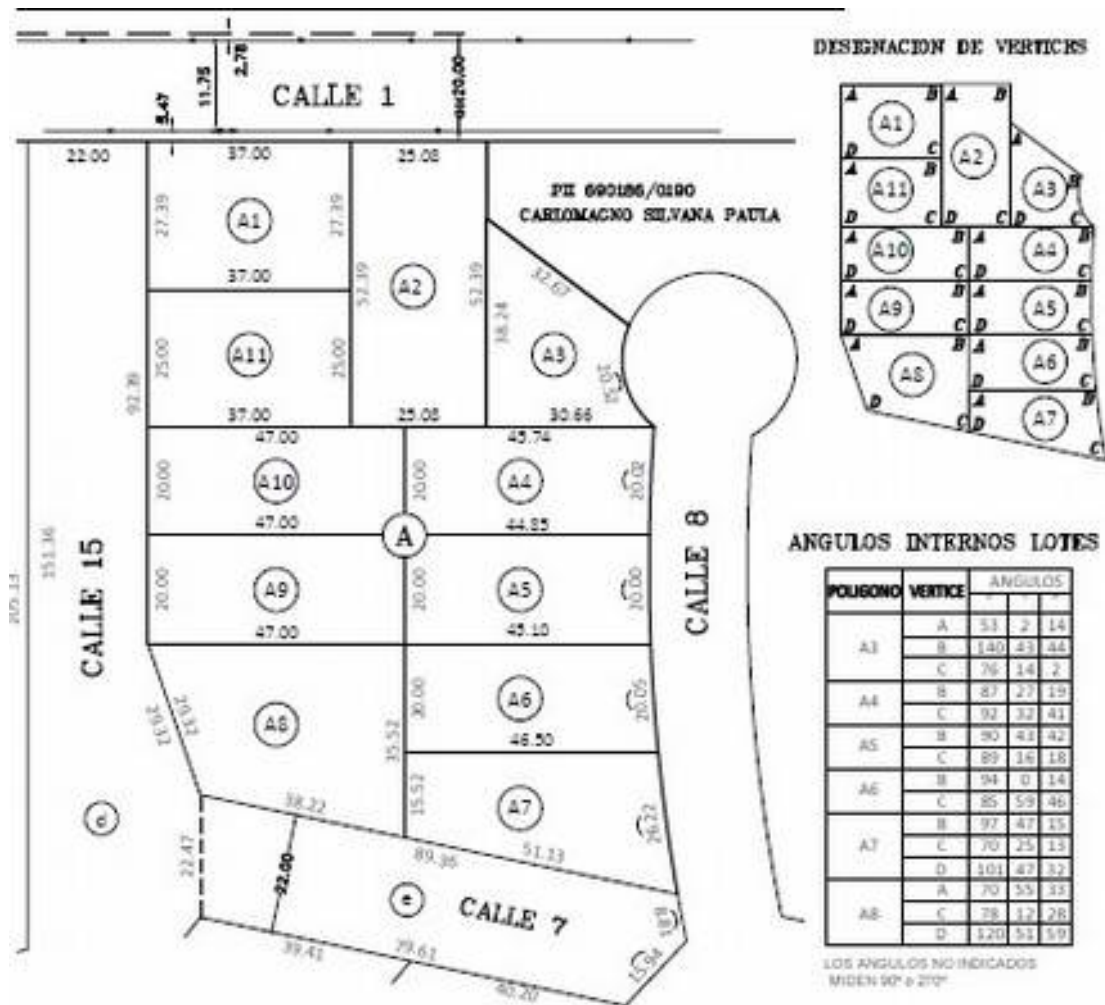 2.78
11.75
5.47
CALLE 1
22.00
37.00
25.08
27.39
A1
27.39
37.00
A2
52.39
52.39
PII 690186/0190
CARLOMAGNO SILVANA PAULA
32.67
38.24
A3
25.00
A11
25.00
92.39
37.00
25.08
30.66
47.00
45.74
20.00
A10
20.00
A4
20.02
47.00
44.85
A
151.36
CALLE 15
20.00
A9
20.00
A5
20.00
CALLE 8
47.00
45.10
29.32
29.32
A8
20.00
A6
20.05
35.52
46.50
15.52
A7
26.22
38.22
89.36
51.13
22.47
22.00
e
CALLE 7
8.81
15.94
39.41
79.61
40.20
DESIGNACION DE VERTICES
A B A B
A1
A2
D C
A
A B
A11
A3
B
D C D C D C
A B A B
A10
A4
D C D C
A B A B
A9
A5
D C D C
A B A B
A8
A6
D C
D
A B
A7
D C
C
ANGULOS INTERNOS LOTES
POLIGONO VERTICE ANGULOS
A3
A 53 2 14
B 140 43 44
C 76 14 2
A4
B 87 27 19
C 92 32 41
A5
B 90 43 42
C 89 16 18
A6
B 94 0 14
C 85 59 46
A7
B 97 47 15
C 70 25 13
D 101 47 32
A8
A 70 55 33
C 78 12 28
D 120 51 59
LOS ANGULOS NO INDICADOS
MIDEN 90° o 270°